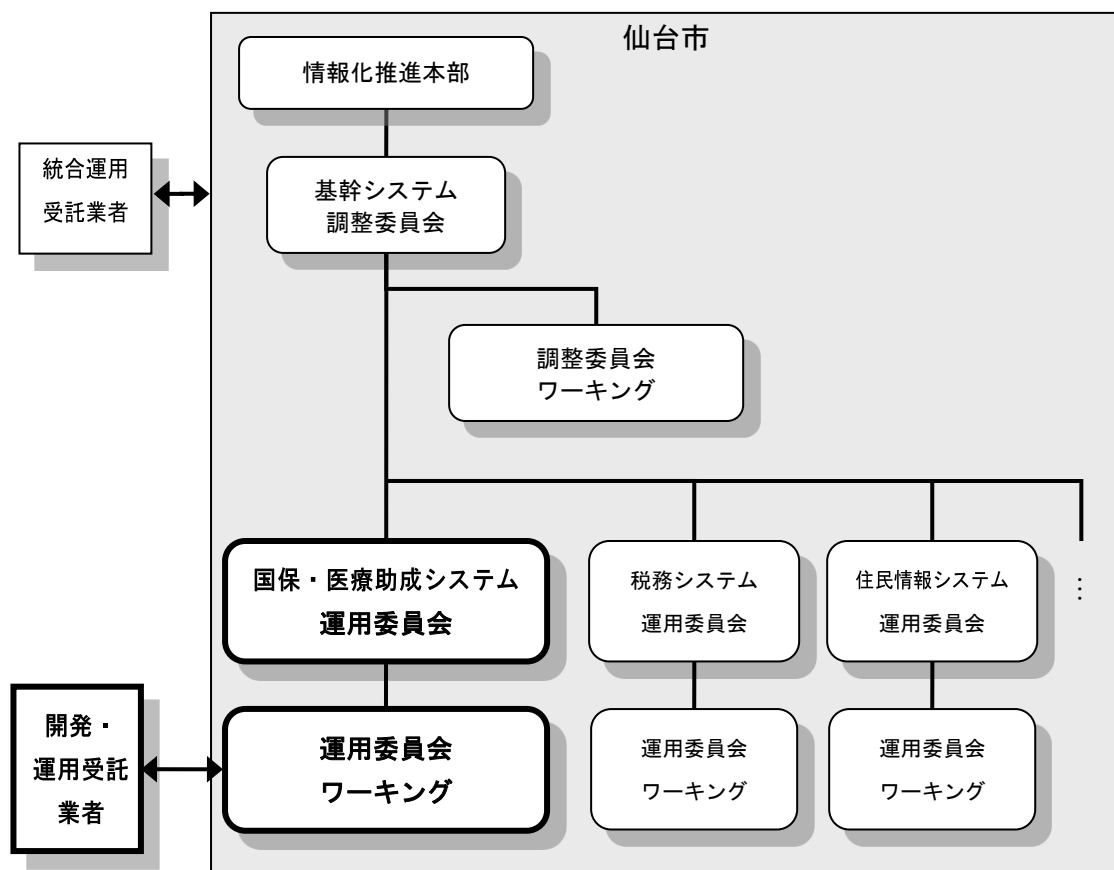 仙台市
情報化推進本部
統合運用
受託業者
基幹システム
調整委員会
調整委員会
ワーキング
国保・医療助成システム
運用委員会
税務システム
運用委員会
住民情報システム
運用委員会
…
開発・
運用受託
業者
運用委員会
ワーキング
運用委員会
ワーキング
運用委員会
ワーキング